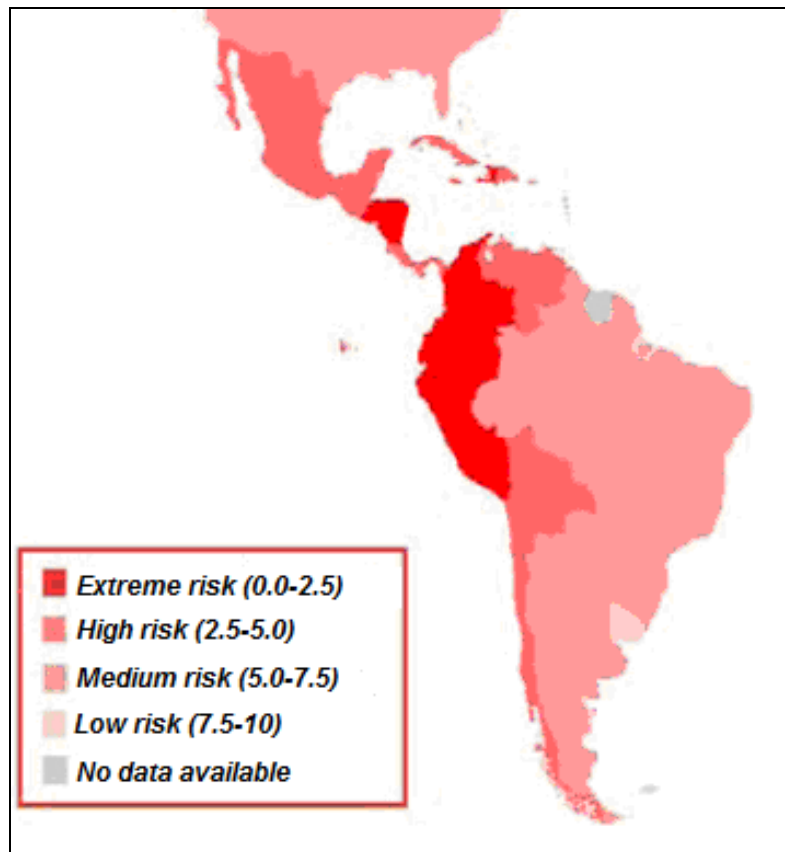 Extreme risk (0.0-2.5)
High risk (2.5-5.0)
Medium risk (5.0-7.5)
Low risk (7.5-10)
No data available